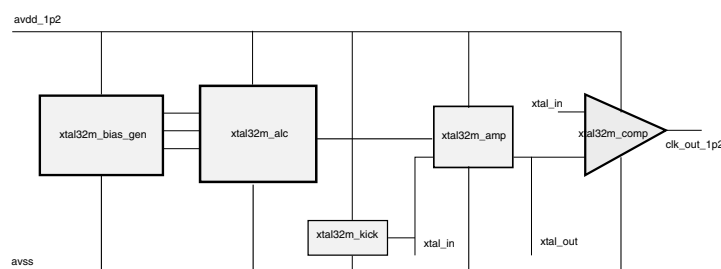 avdd_1p2
xtal32m_bias_gen
xtal32m_alc
xtal32m_amp
xtal_in
xtal32m_comp
clk_out_1p2
xtal32m_kick
xtal_in
xtal_out
avss